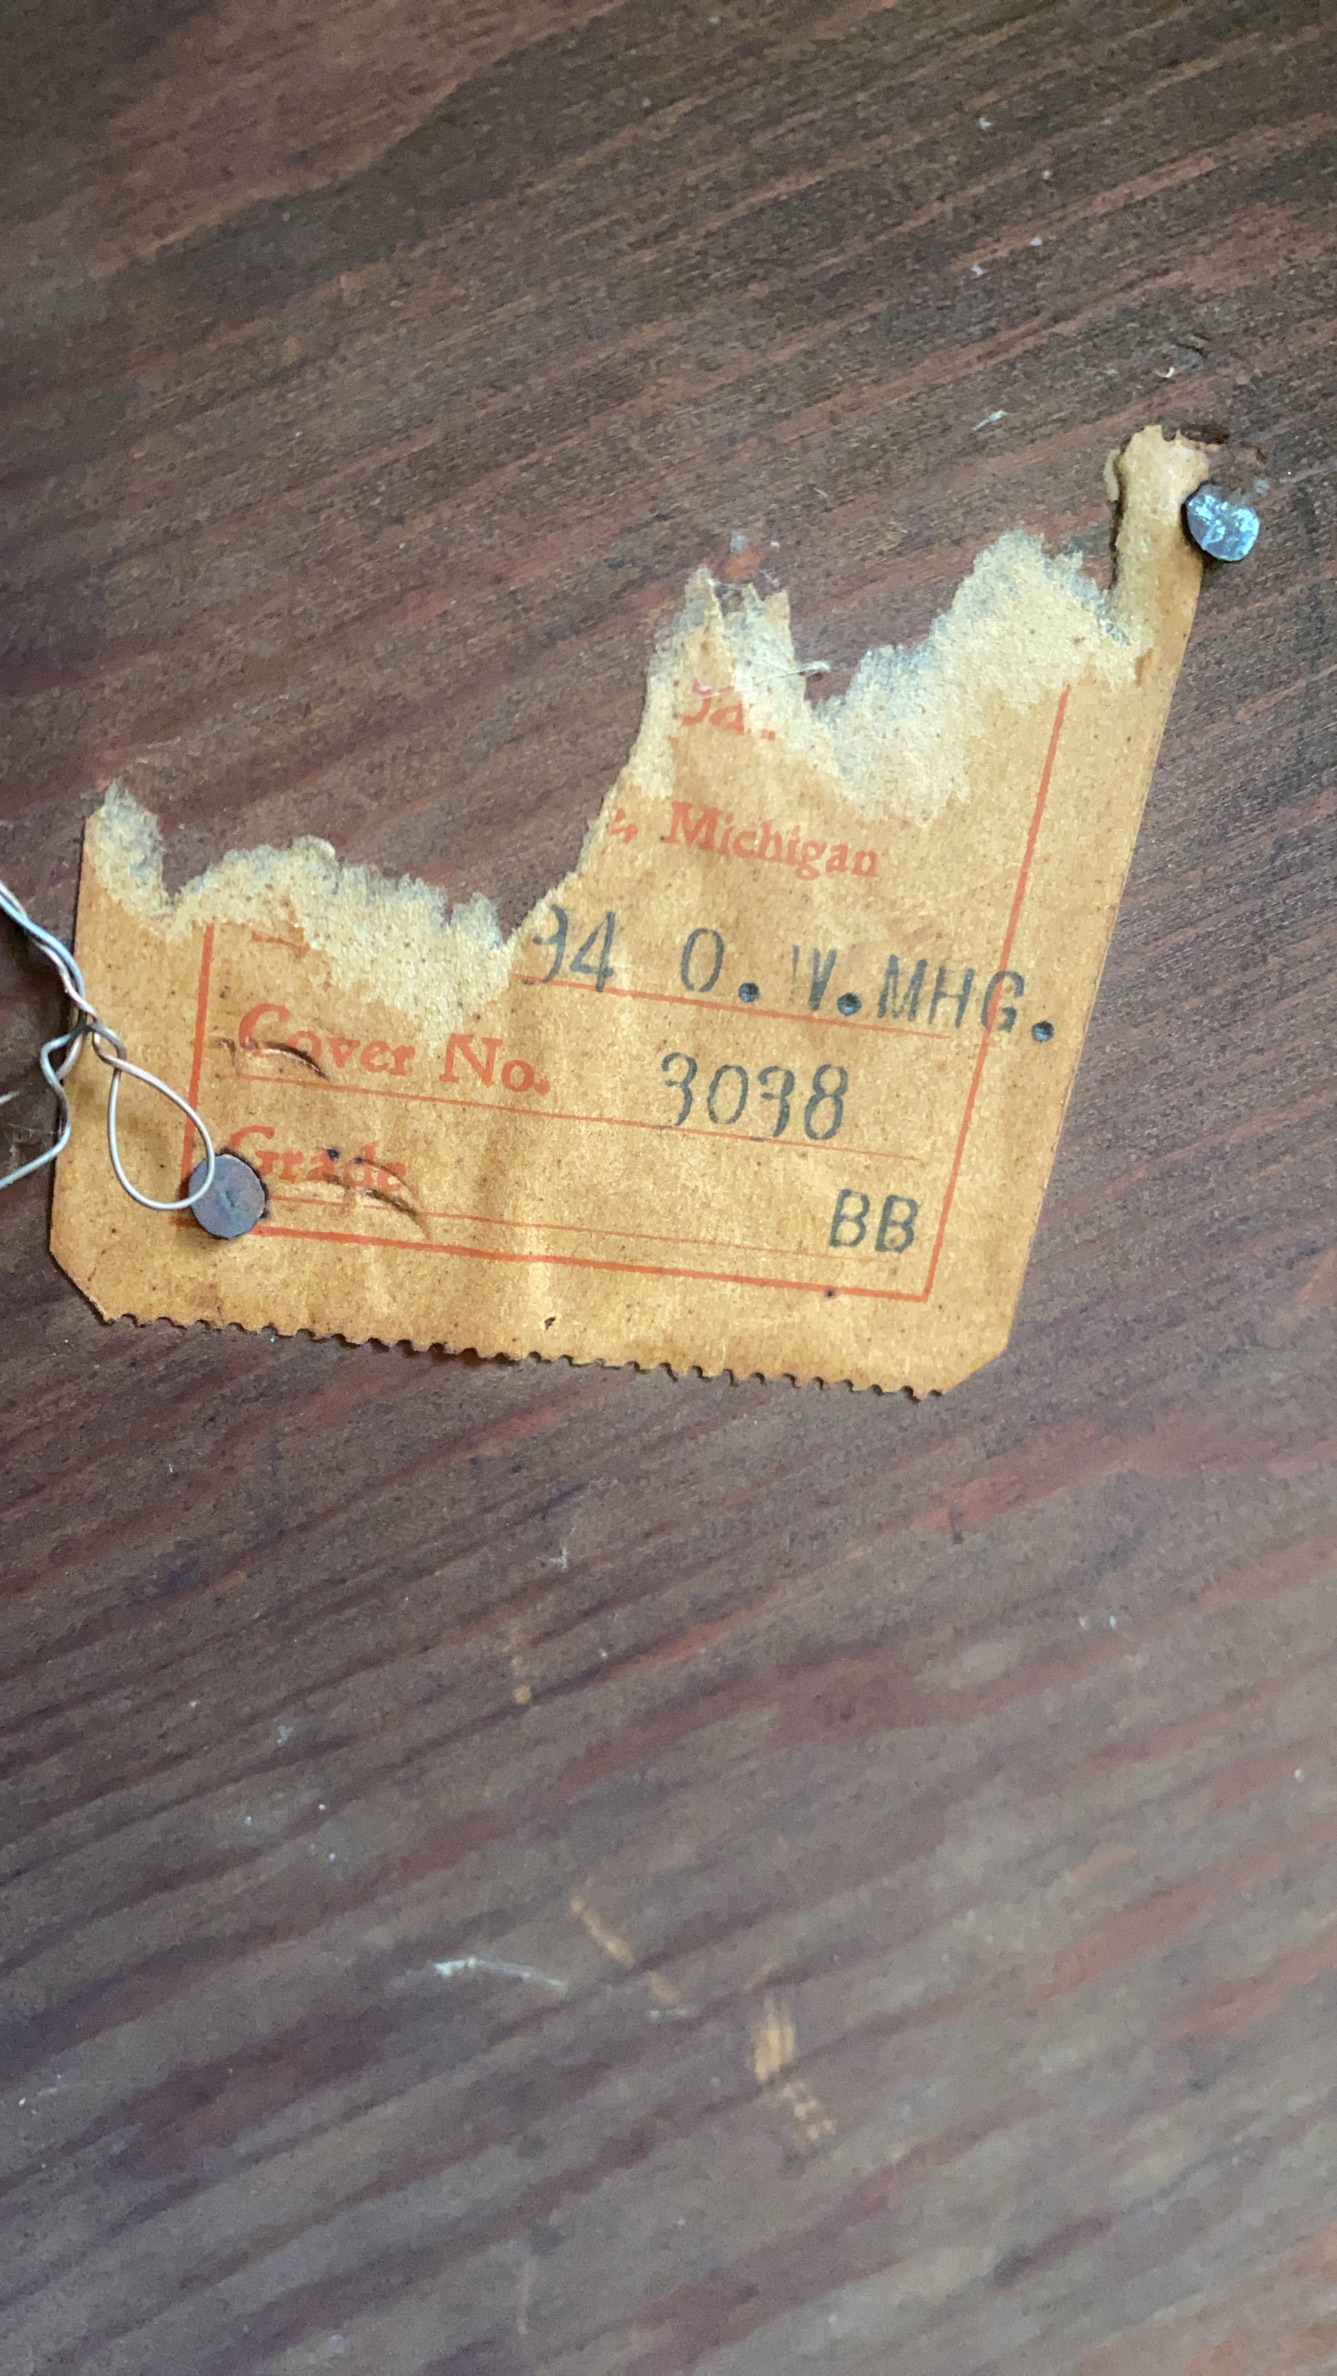 Michigan
94 O. W. MHG.
Cover No. 3038
Grade BB